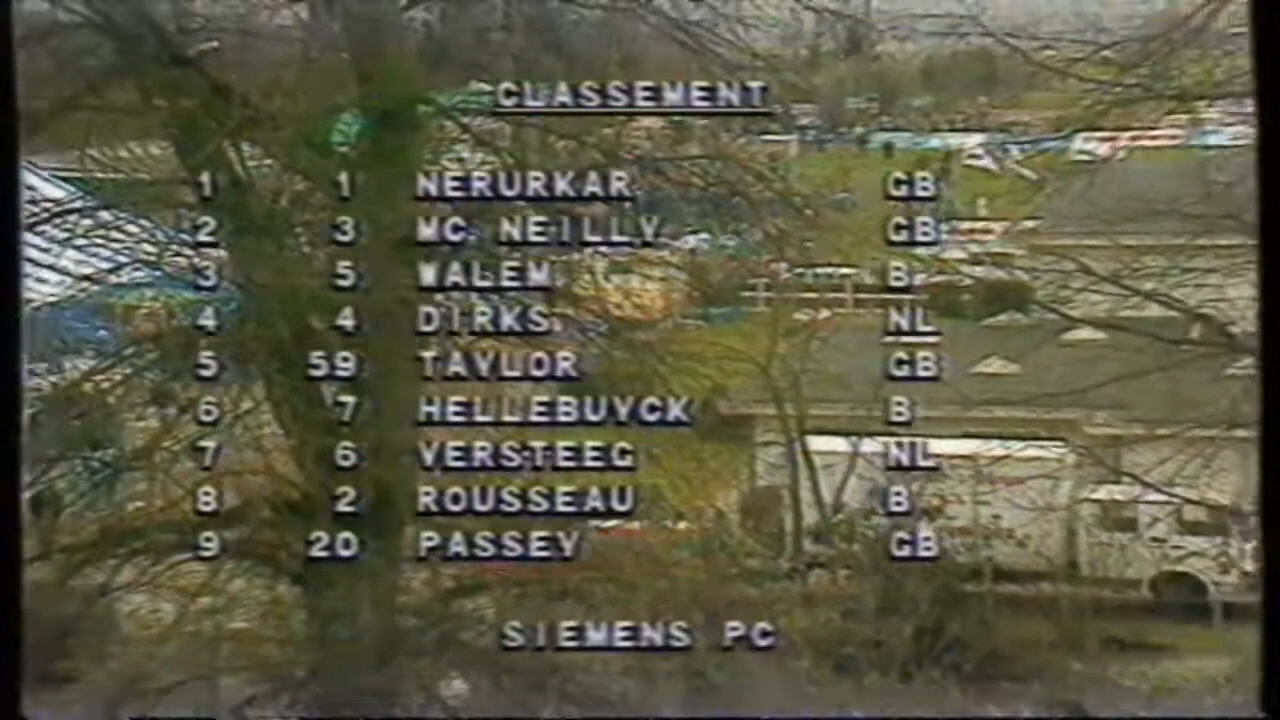 CLASSEMENT
1 1 NERURKAR GB
2 3 MC. NEILLY GB
3 5 WALEM B
4 4 DIRKS NL
5 59 TAYLOR GB
6 7 HELLEBUYCK B
7 6 VERSTEEG NL
8 2 ROUSSEAU B
9 20 PASSEY GB
SIEMENS PC